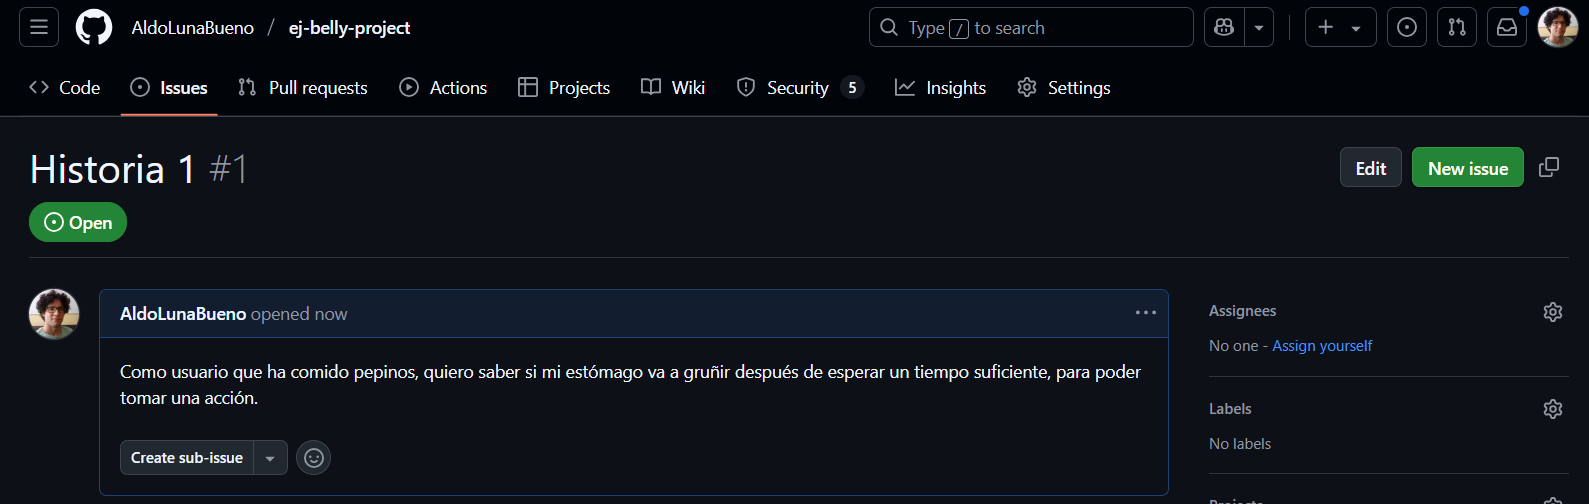 AldoLunaBueno / ej-belly-project
Type / to search
Code
Issues
Pull requests
Actions
Projects
Wiki
Security 5
Insights
Settings
Historia 1 #1
Edit
New issue
Open
AldoLunaBueno opened now
Como usuario que ha comido pepinos, quiero saber si mi estómago va a gruñir después de esperar un tiempo suficiente, para poder
tomar una acción.
Create sub-issue
Assignees
No one - Assign yourself
Labels
No labels
Projects